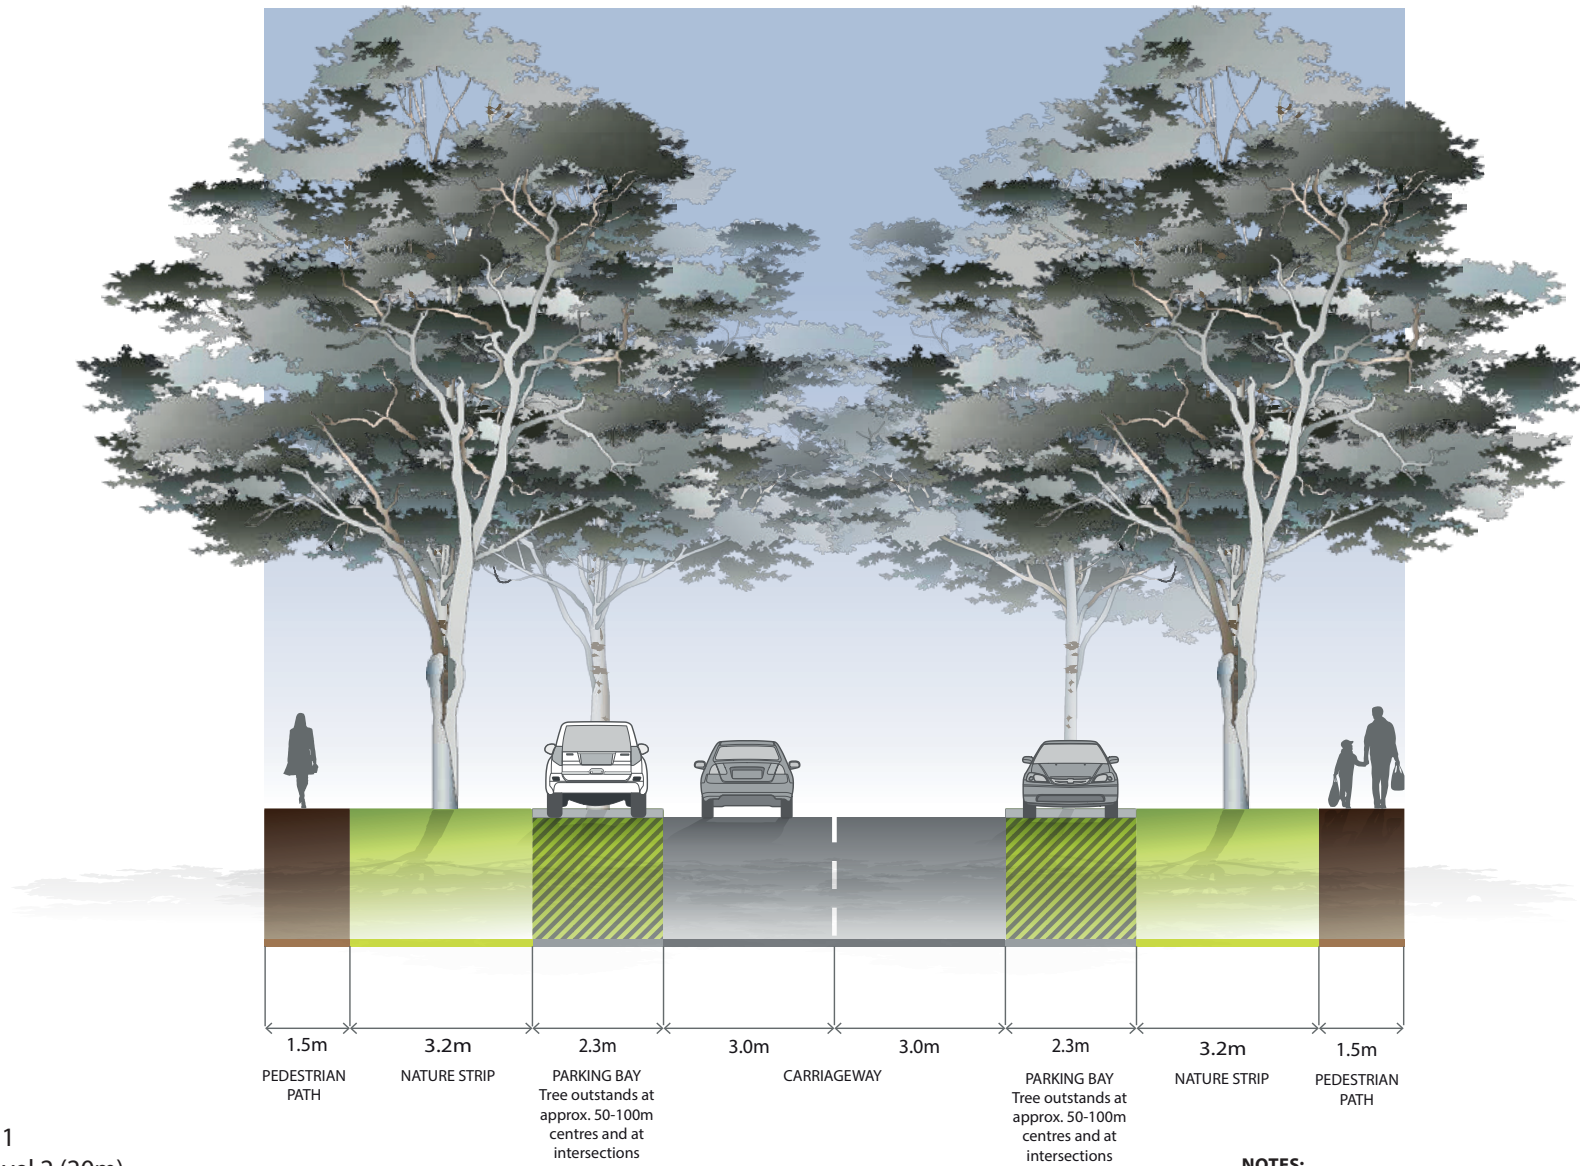 1.5m
3.2m
2.3m
3.0m
3.0m
2.3m
3.2m
1.5m
PEDESTRIAN
PATH
NATURE STRIP
PARKING BAY
Tree outstands at
approx. 50-100m
centres and at
intersections
CARRIAGEWAY
PARKING BAY
Tree outstands at
approx. 50-100m
centres and at
intersections
NATURE STRIP
PEDESTRIAN
PATH
1
2 (20m)
NOTES: